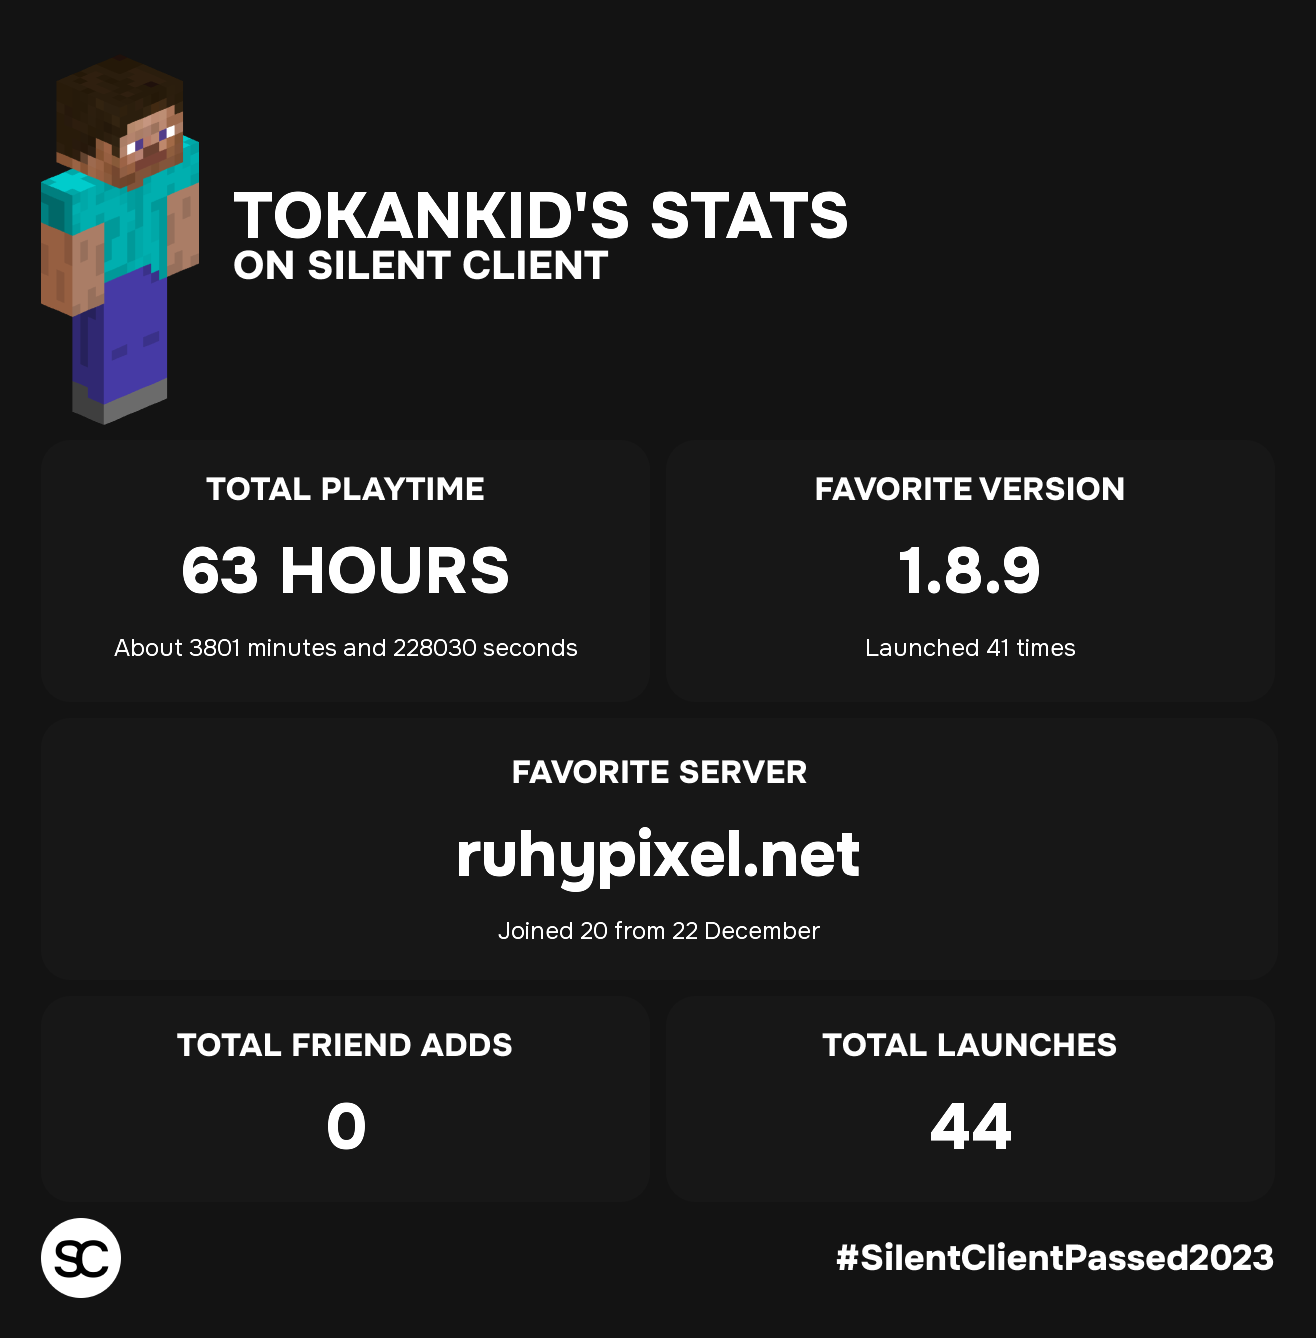 TOKANKID'S STATS
ON SILENT CLIENT
TOTAL PLAYTIME
63 HOURS
About 3801 minutes and 228030 seconds
FAVORITE VERSION
1.8.9
Launched 41 times
FAVORITE SERVER
ruhypixel.net
Joined 20 from 22 December
TOTAL FRIEND ADDS
0
TOTAL LAUNCHES
44
SC
#SilentClientPassed2023